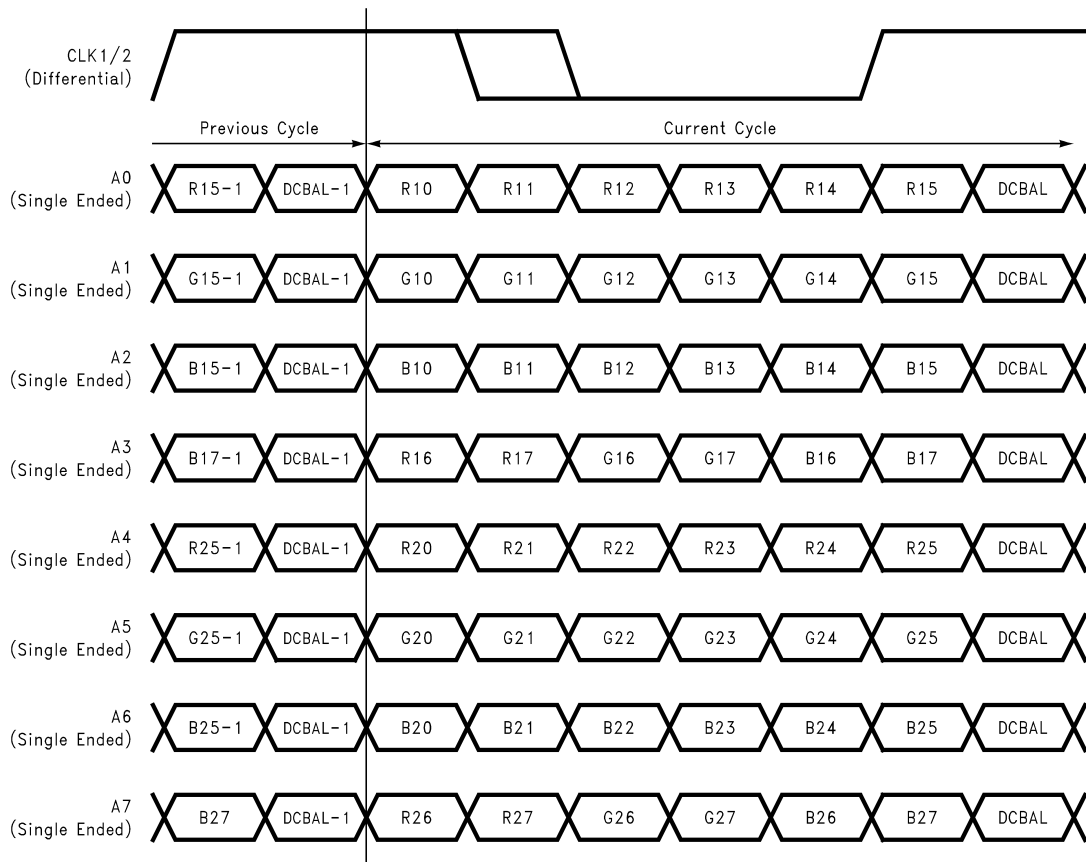 CLK1/2
(Differential)
Previous Cycle Current Cycle
A0
(Single Ended)
R15-1 DCBAL-1 R10 R11 R12 R13 R14 R15 DCBAL
A1
(Single Ended)
G15-1 DCBAL-1 G10 G11 G12 G13 G14 G15 DCBAL
A2
(Single Ended)
B15-1 DCBAL-1 B10 B11 B12 B13 B14 B15 DCBAL
A3
(Single Ended)
B17-1 DCBAL-1 R16 R17 G16 G17 B16 B17 DCBAL
A4
(Single Ended)
R25-1 DCBAL-1 R20 R21 R22 R23 R24 R25 DCBAL
A5
(Single Ended)
G25-1 DCBAL-1 G20 G21 G22 G23 G24 G25 DCBAL
A6
(Single Ended)
B25-1 DCBAL-1 B20 B21 B22 B23 B24 B25 DCBAL
A7
(Single Ended)
B27 DCBAL-1 R26 R27 G26 G27 B26 B27 DCBAL